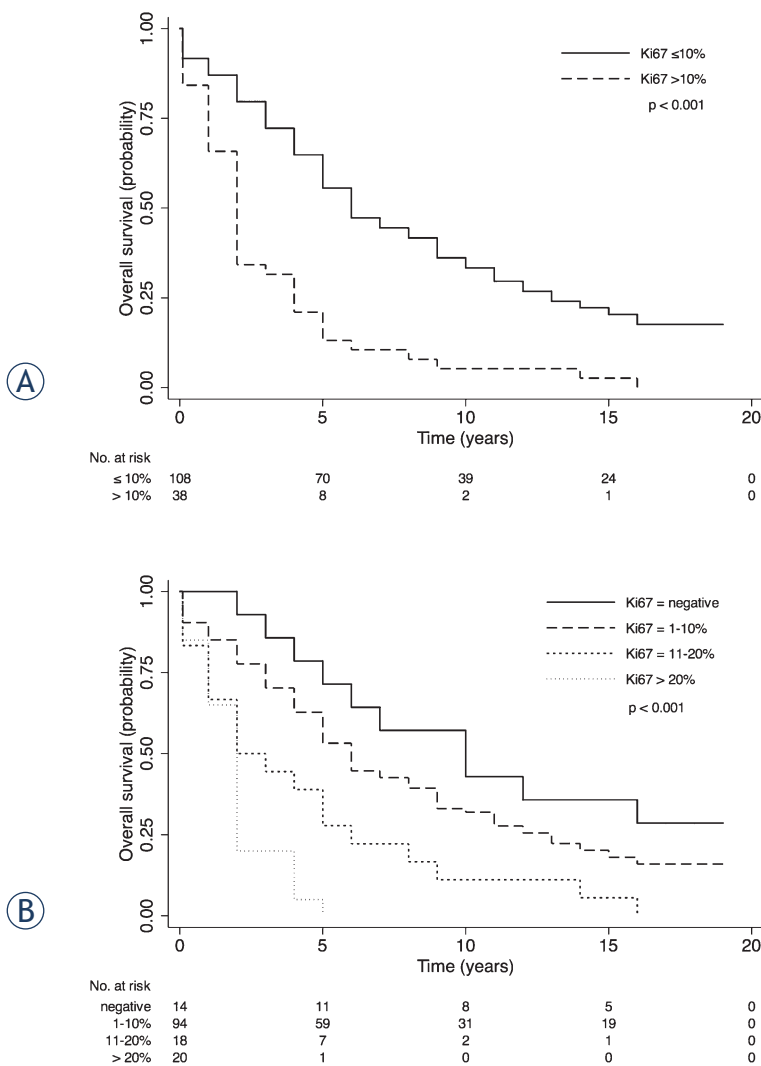 1.00
0.75
0.50
0.25
0.00
Overall survival (probability)
Ki67 ≤10%
Ki67 >10%
p < 0.001
A
0 5 10 15 20
Time (years)
No. at risk
≤ 10% 108 70 39 24 0
> 10% 38 8 2 1 0
1.00
0.75
0.50
0.25
0.00
Overall survival (probability)
Ki67 = negative
Ki67 = 1-10%
Ki67 = 11-20%
Ki67 > 20%
p < 0.001
B
0 5 10 15 20
Time (years)
No. at risk
negative 14 11 8 5 0
1-10% 94 59 31 19 0
11-20% 18 7 2 1 0
> 20% 20 1 0 0 0